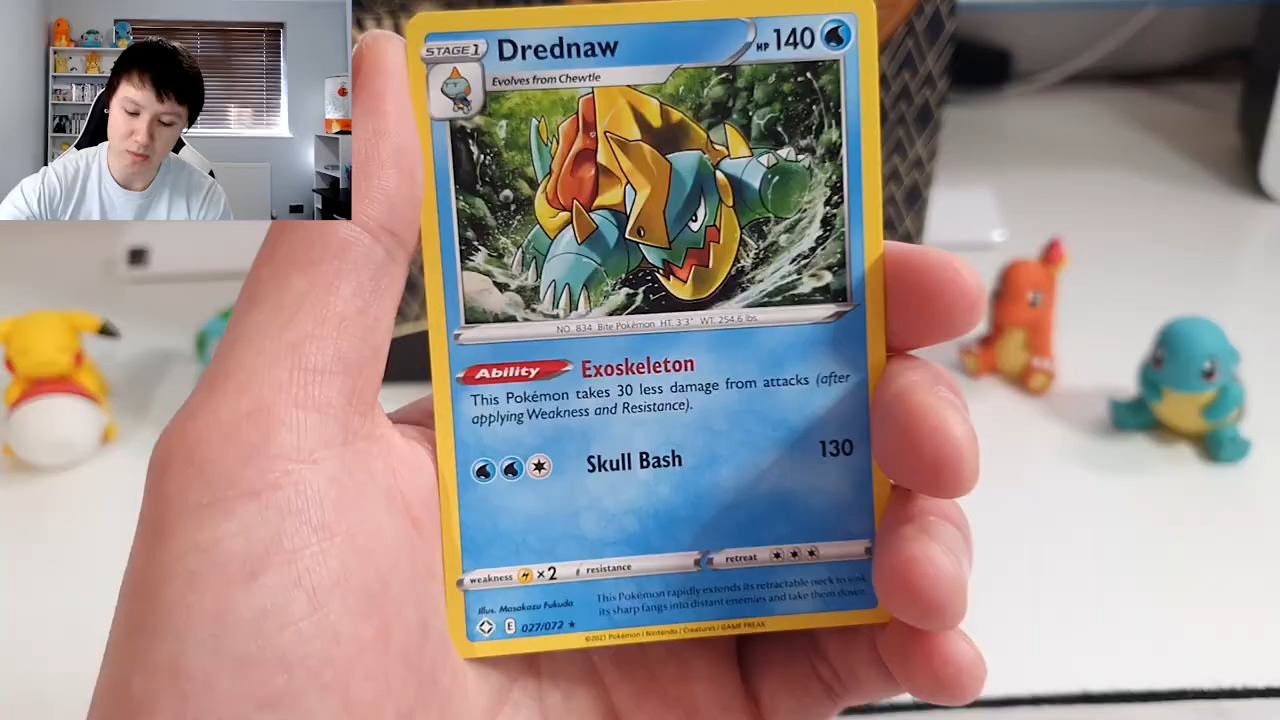 STAGE 1 Drednaw HP 140
Evolves from Chewtle
NO. 834 Bite Pokémon HT. 3'3" WT. 254.6 lbs.
Ability Exoskeleton
This Pokémon takes 30 less damage from attacks (after
applying Weakness and Resistance).
Skull Bash 130
weakness ×2 resistance retreat
Illus. Masakazu Fukuda
This Pokémon rapidly extends its retractable neck to sink
its sharp fangs into distant enemies and take them down.
E 027/072 ★
©2021 Pokémon / Nintendo / Creatures / GAME FREAK